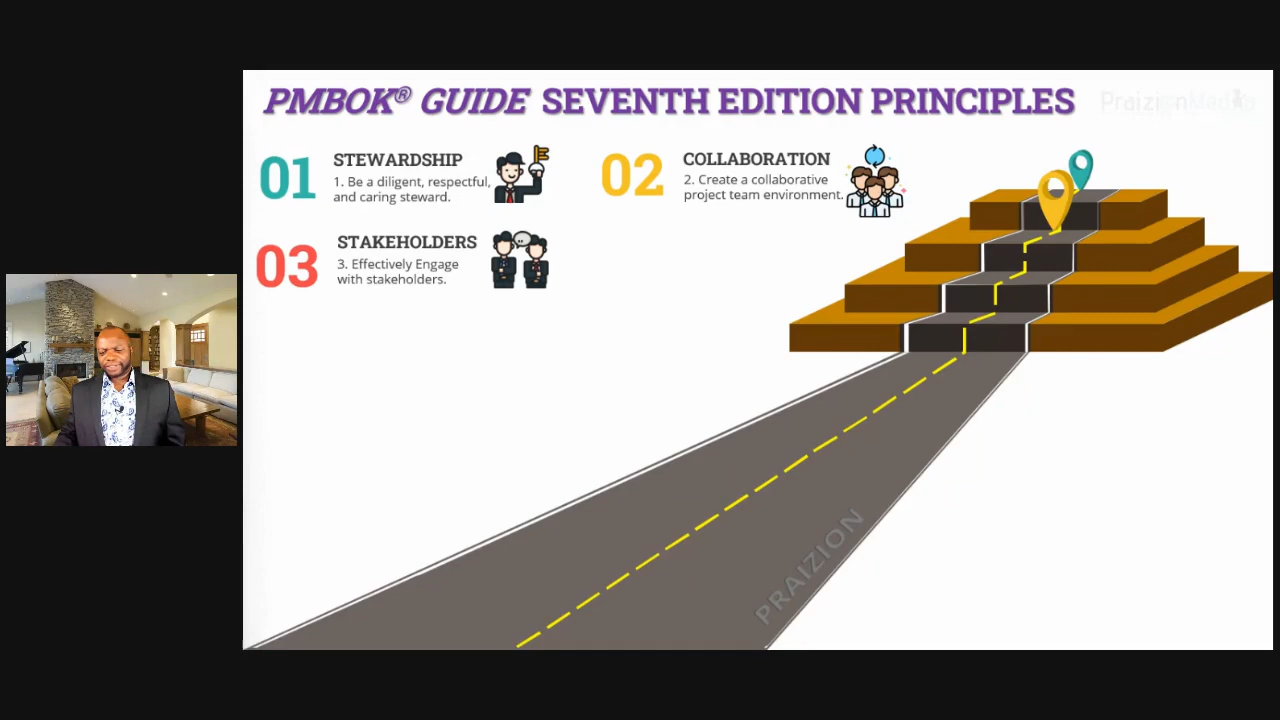 PMBOK® GUIDE SEVENTH EDITION PRINCIPLES
PraizionMedia
01
STEWARDSHIP
1. Be a diligent, respectful,
and caring steward.
02
COLLABORATION
2. Create a collaborative
project team environment.
03
STAKEHOLDERS
3. Effectively Engage
with stakeholders.
PRAIZION